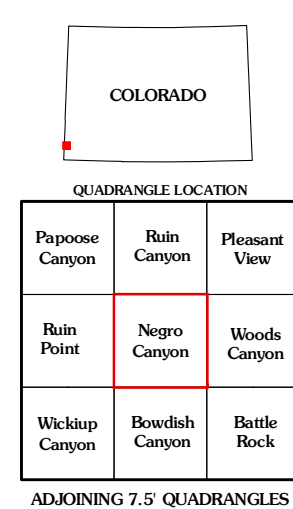 COLORADO
QUADRANGLE LOCATION
Papoose
Canyon
Ruin
Canyon
Pleasant
View
Ruin
Point
Negro
Canyon
Woods
Canyon
Wickiup
Canyon
Bowdish
Canyon
Battle
Rock
ADJOINING 7.5' QUADRANGLES